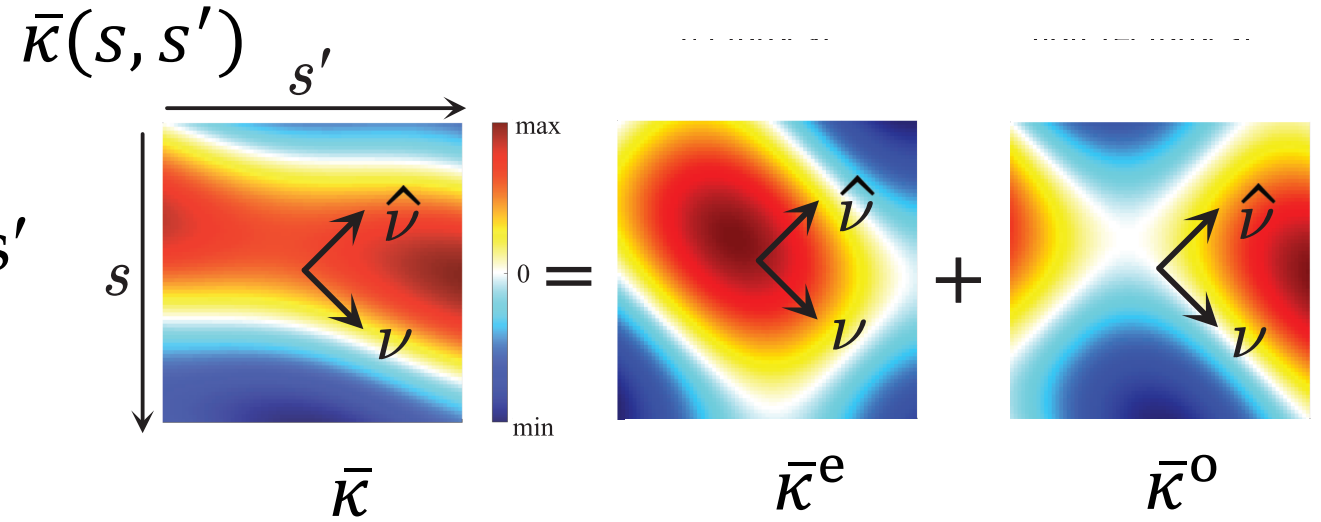 κ̄(s, s′)
s′
max
ν̂ ν̂ ν̂
s′ s 0 = +
ν ν ν
min
κ̄ κ̄ᵉ κ̄ᵒ